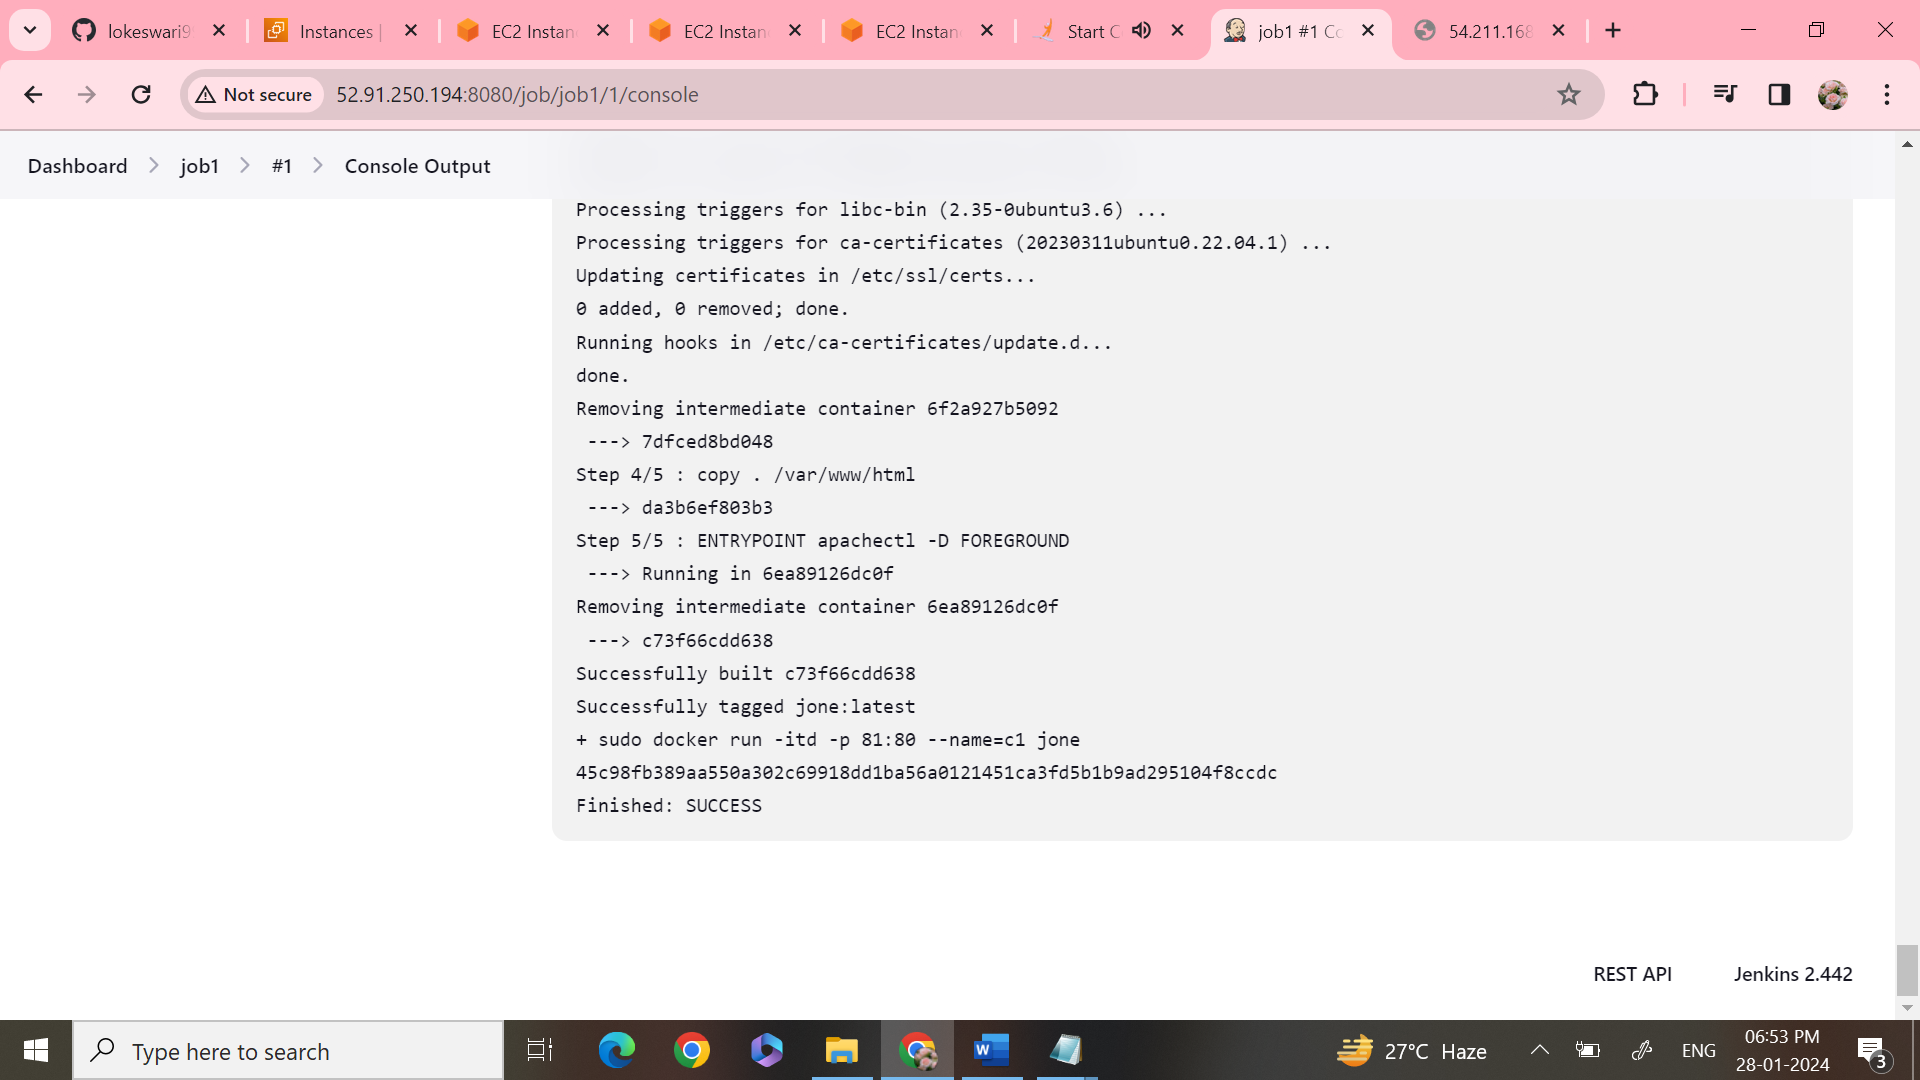 lokeswari9
Instances |
EC2 Instan
EC2 Instan
EC2 Instan
Start C
job1 #1 Co
54.211.168
Not secure
52.91.250.194:8080/job/job1/1/console
Dashboard
job1
#1
Console Output
Processing triggers for libc-bin (2.35-0ubuntu3.6) ...
Processing triggers for ca-certificates (20230311ubuntu0.22.04.1) ...
Updating certificates in /etc/ssl/certs...
0 added, 0 removed; done.
Running hooks in /etc/ca-certificates/update.d...
done.
Removing intermediate container 6f2a927b5092
---> 7dfced8bd048
Step 4/5 : copy . /var/www/html
---> da3b6ef803b3
Step 5/5 : ENTRYPOINT apachectl -D FOREGROUND
---> Running in 6ea89126dc0f
Removing intermediate container 6ea89126dc0f
---> c73f66cdd638
Successfully built c73f66cdd638
Successfully tagged jone:latest
+ sudo docker run -itd -p 81:80 --name=c1 jone
45c98fb389aa550a302c69918dd1ba56a0121451ca3fd5b1b9ad295104f8ccdc
Finished: SUCCESS
REST API
Jenkins 2.442
Type here to search
W
27°C Haze
ENG
06:53 PM
28-01-2024
3